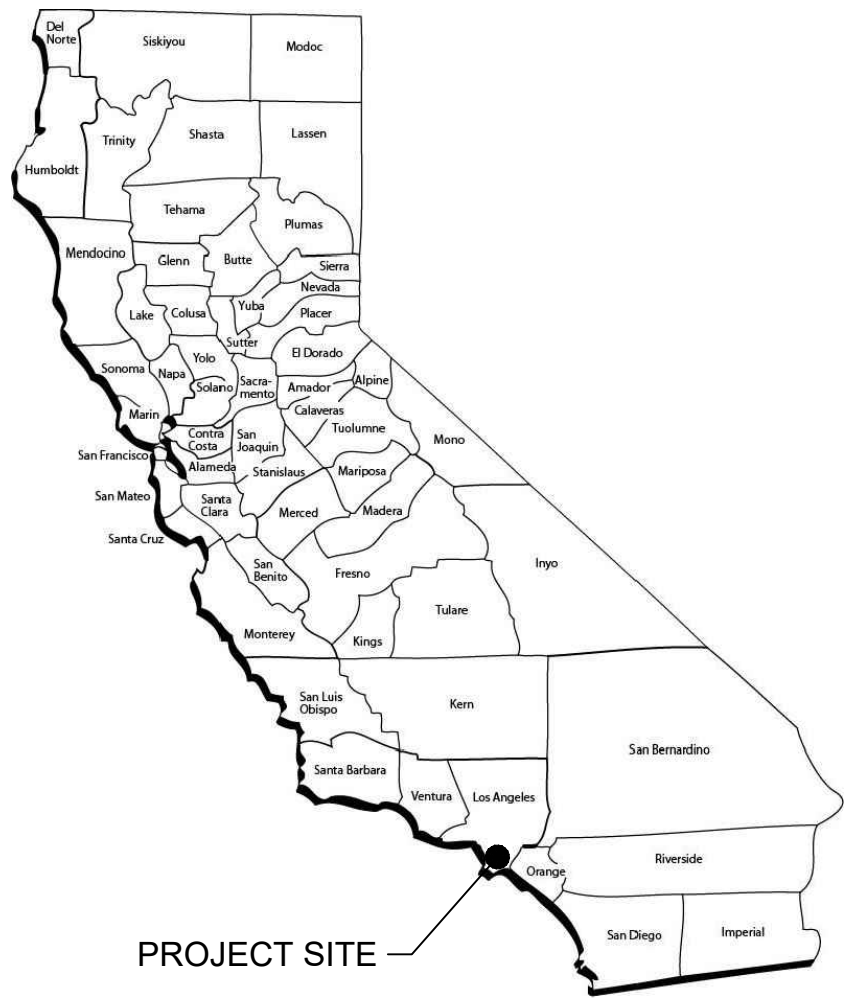 Del
Norte
Siskiyou
Modoc
Humboldt
Trinity
Shasta
Lassen
Tehama
Plumas
Mendocino
Glenn
Butte
Sierra
Nevada
Lake
Colusa
Yuba
Placer
Sutter
Sonoma
Napa
Yolo
El Dorado
Solano
Sacra-
mento
Amador
Alpine
Marin
Calaveras
Tuolumne
Mono
Contra
Costa
San
Joaquin
San Francisco
Alameda
Stanislaus
Mariposa
San Mateo
Santa
Clara
Merced
Madera
Santa Cruz
San
Benito
Fresno
Inyo
Monterey
Kings
Tulare
San Luis
Obispo
Kern
San Bernardino
Santa Barbara
Ventura
Los Angeles
Orange
Riverside
San Diego
Imperial
PROJECT SITE